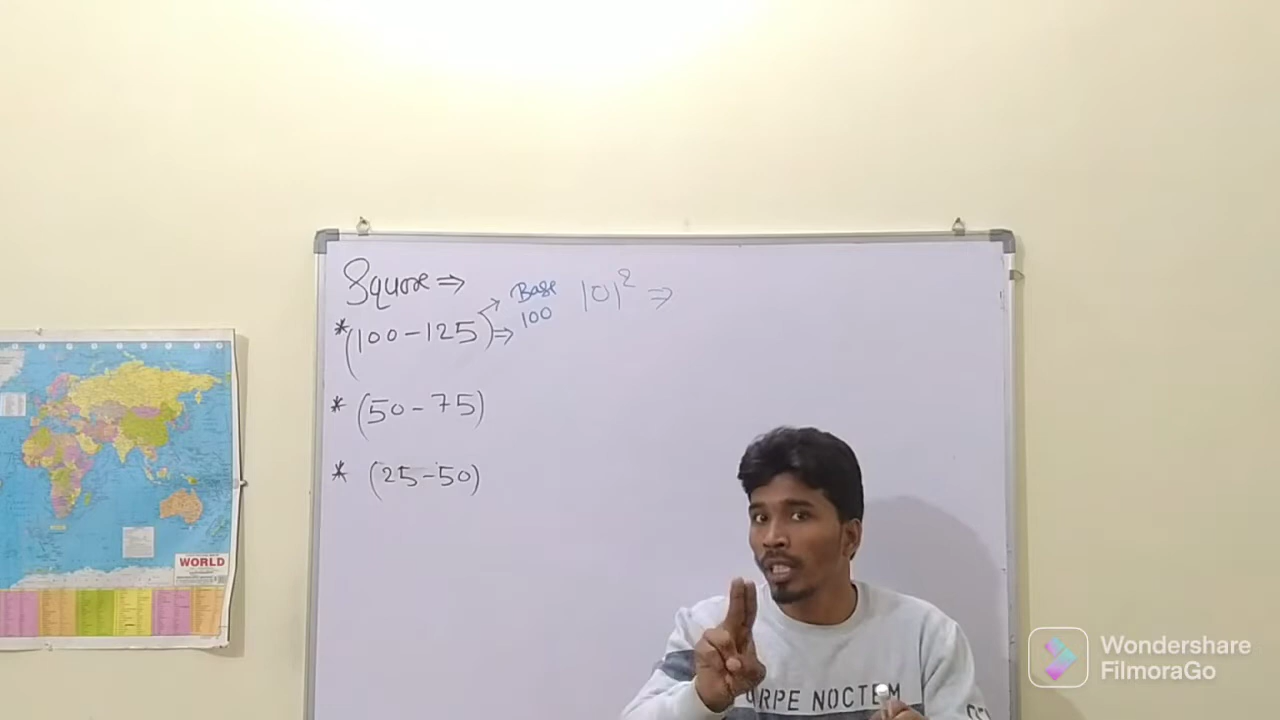 Square ⇒
*(100-125) ⇒ Base
100
101² ⇒
*(50-75)
*(25-50)
WORLD
CARPE NOCTEM
Wondershare
FilmoraGo